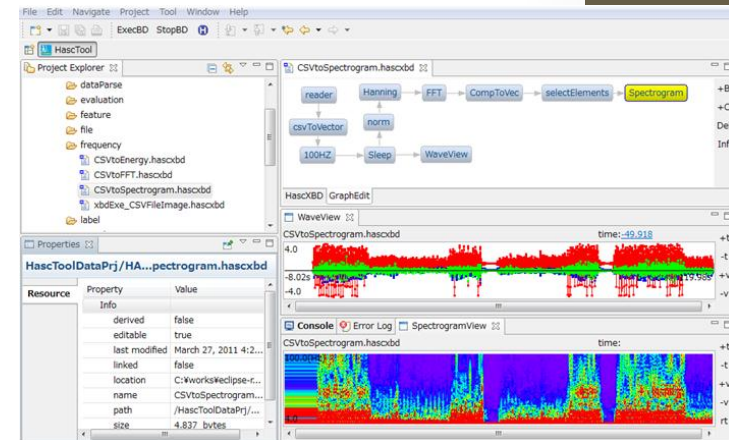 File Edit Navigate Project Tool Window Help
ExecBD StopBD
HascTool
Project Explorer
dataParse
evaluation
feature
file
frequency
CSVtoEnergy.hascxbd
CSVtoFFT.hascxbd
CSVtoSpectrogram.hascxbd
xbdExe_CSVFileImage.hascxbd
label
Properties
HascToolDataPrj/HA...pectrogram.hascxbd
Resource
Property Value
Info
derived false
editable true
last modified March 27, 2011 4:2...
linked false
location C:¥works¥eclipse-r...
name CSVtoSpectrogram...
path /HascToolDataPrj/...
size 4,837 bytes
CSVtoSpectrogram.hascxbd
reader Hanning FFT CompToVec selectElements Spectrogram
csvToVector norm
100HZ Sleep WaveView
+B
+C
De
Inf
HascXBD GraphEdit
WaveView
CSVtoSpectrogram.hascxbd time:-49.918
4.0
-8.02s
-4.0
+t
-t
+v
-v
Console Error Log SpectrogramView
CSVtoSpectrogram.hascxbd time:
+t
-t
+v
-v
rt